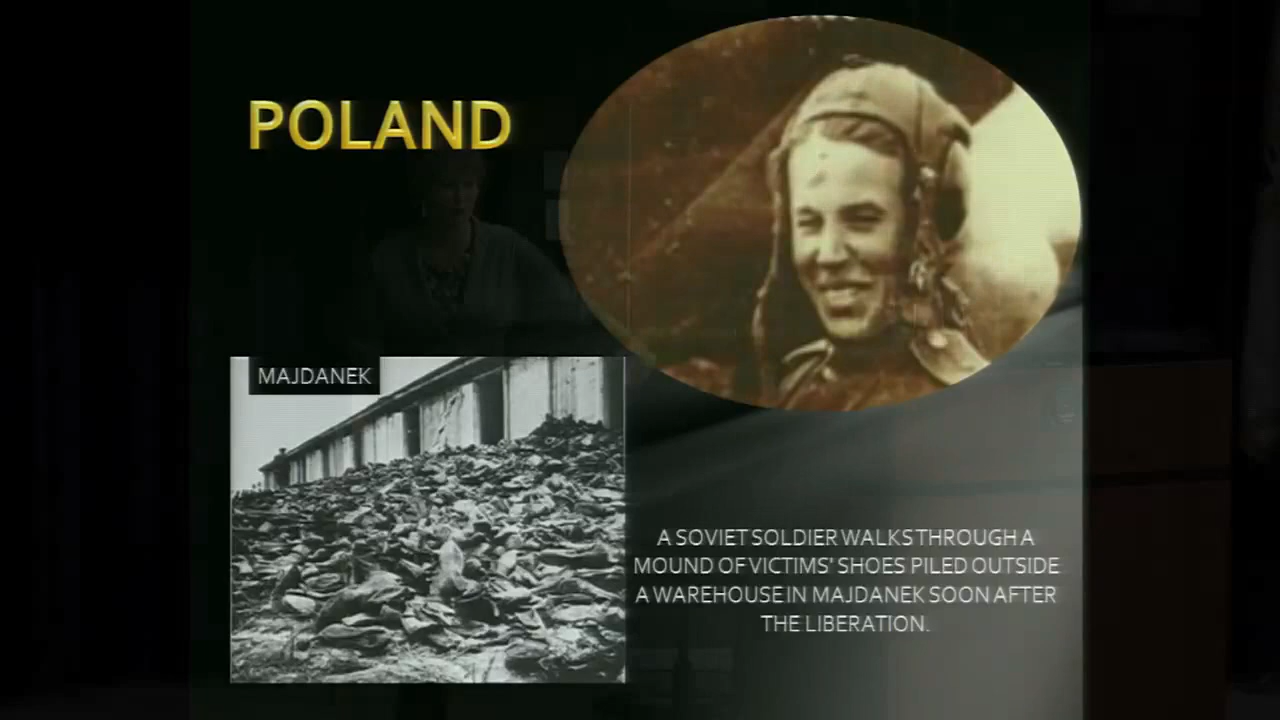 POLAND
MAJDANEK
A SOVIET SOLDIER WALKS THROUGH A
MOUND OF VICTIMS' SHOES PILED OUTSIDE
A WAREHOUSE IN MAJDANEK SOON AFTER
THE LIBERATION.